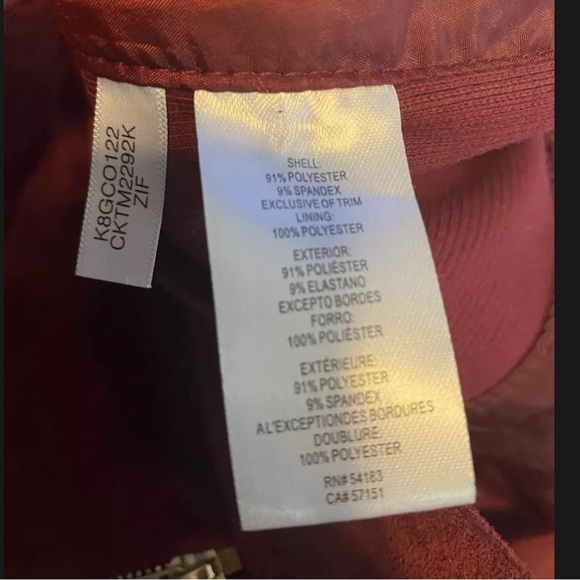 K8GCO122
CKTM2292K
ZIF
SHELL:
91% POLYESTER
9% SPANDEX
EXCLUSIVE OF TRIM
LINING:
100% POLYESTER
EXTERIOR:
91% POLIÉSTER
9% ELASTANO
EXCEPTO BORDES
FORRO:
100% POLIÉSTER
EXTÉRIEURE:
91% POLYESTER
9% SPANDEX
A L'EXCEPTIONDES BORDURES
DOUBLURE:
100% POLYESTER
RN# 54183
CA# 57151